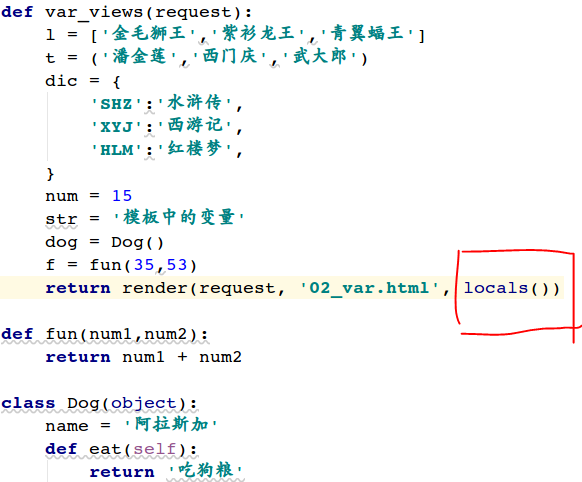 def var_views(request):
    l = ['金毛狮王','紫衫龙王','青翼蝠王']
    t = ('潘金莲','西门庆','武大郎')
    dic = {
        'SHZ':'水浒传',
        'XYJ':'西游记',
        'HLM':'红楼梦',
    }
    num = 15
    str = '模板中的变量'
    dog = Dog()
    f = fun(35,53)
    return render(request, '02_var.html', locals())
def fun(num1,num2):
    return num1 + num2
class Dog(object):
    name = '阿拉斯加'
    def eat(self):
        return '吃狗粮'